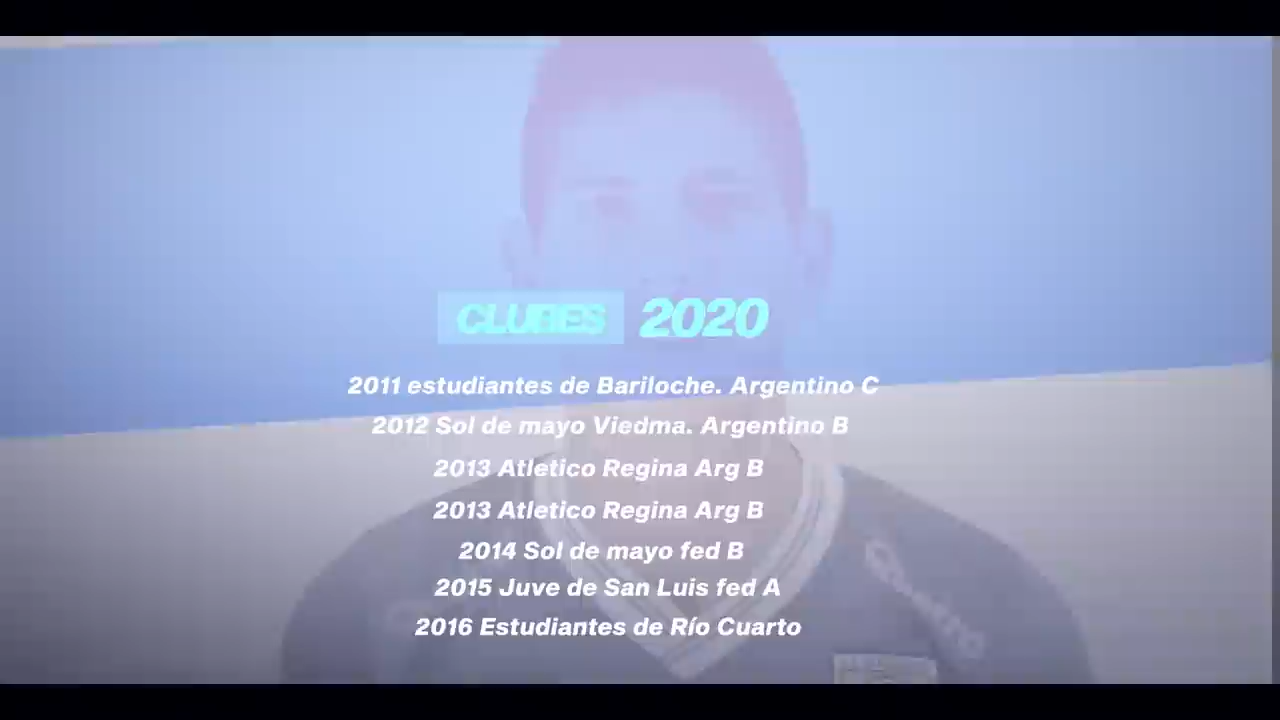 CLUBES 2020
2011 estudiantes de Bariloche. Argentino C
2012 Sol de mayo Viedma. Argentino B
2013 Atletico Regina Arg B
2013 Atletico Regina Arg B
2014 Sol de mayo fed B
2015 Juve de San Luis fed A
2016 Estudiantes de Río Cuarto